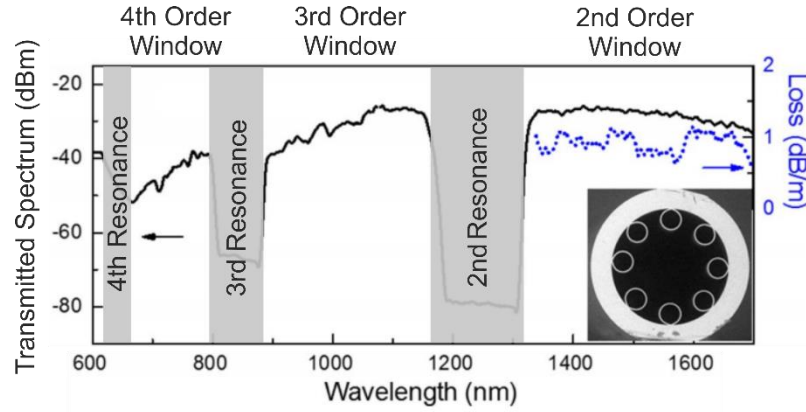 4th Order
Window
3rd Order
Window
2nd Order
Window
Transmitted Spectrum (dBm)
-20
-40
-60
-80
4th Resonance
3rd Resonance
2nd Resonance
2
1
0
Loss (dB/m)
600
800
1000
1200
1400
1600
Wavelength (nm)